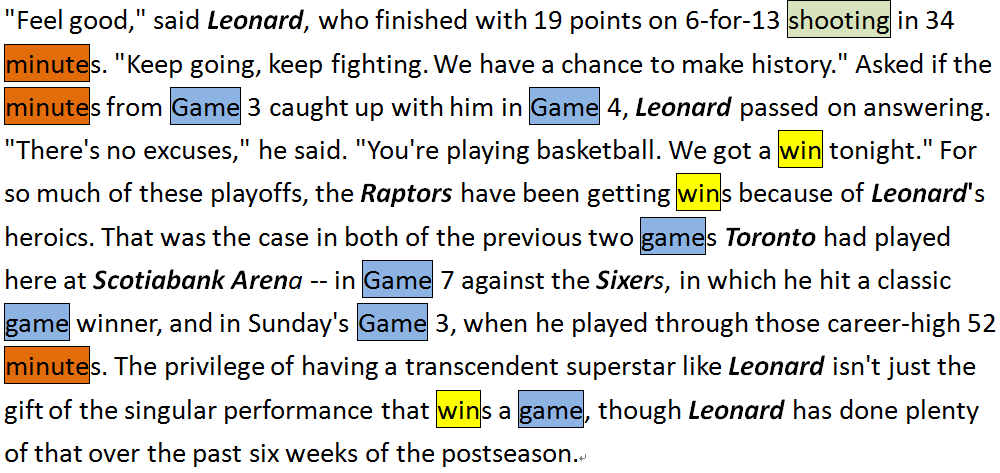 "Feel good," said Leonard, who finished with 19 points on 6-for-13 shooting in 34
minutes. "Keep going, keep fighting. We have a chance to make history." Asked if the
minutes from Game 3 caught up with him in Game 4, Leonard passed on answering.
"There's no excuses," he said. "You're playing basketball. We got a win tonight." For
so much of these playoffs, the Raptors have been getting wins because of Leonard's
heroics. That was the case in both of the previous two games Toronto had played
here at Scotiabank Arena -- in Game 7 against the Sixers, in which he hit a classic
game winner, and in Sunday's Game 3, when he played through those career-high 52
minutes. The privilege of having a transcendent superstar like Leonard isn't just the
gift of the singular performance that wins a game, though Leonard has done plenty
of that over the past six weeks of the postseason.